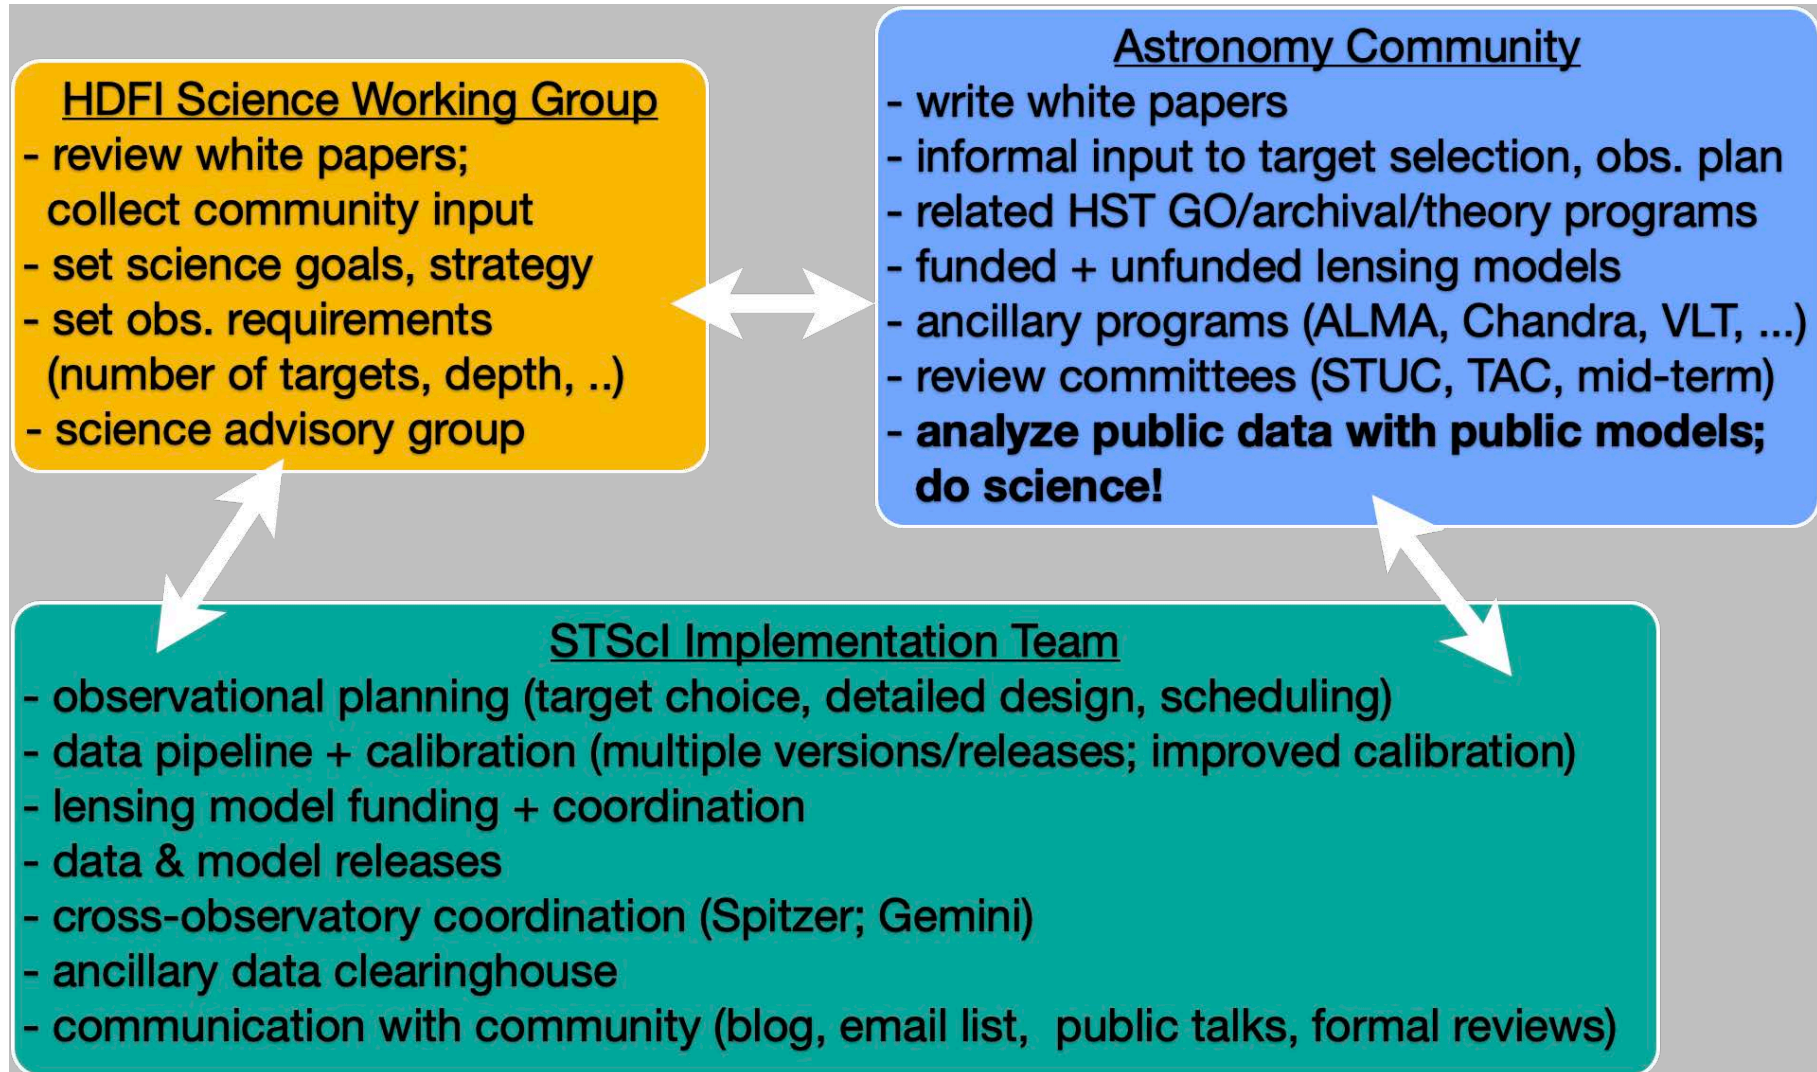 HDFI Science Working Group
- review white papers;
collect community input
- set science goals, strategy
- set obs. requirements
(number of targets, depth, ..)
- science advisory group
Astronomy Community
- write white papers
- informal input to target selection, obs. plan
- related HST GO/archival/theory programs
- funded + unfunded lensing models
- ancillary programs (ALMA, Chandra, VLT, ...)
- review committees (STUC, TAC, mid-term)
- analyze public data with public models;
do science!
STScI Implementation Team
- observational planning (target choice, detailed design, scheduling)
- data pipeline + calibration (multiple versions/releases; improved calibration)
- lensing model funding + coordination
- data & model releases
- cross-observatory coordination (Spitzer; Gemini)
- ancillary data clearinghouse
- communication with community (blog, email list, public talks, formal reviews)